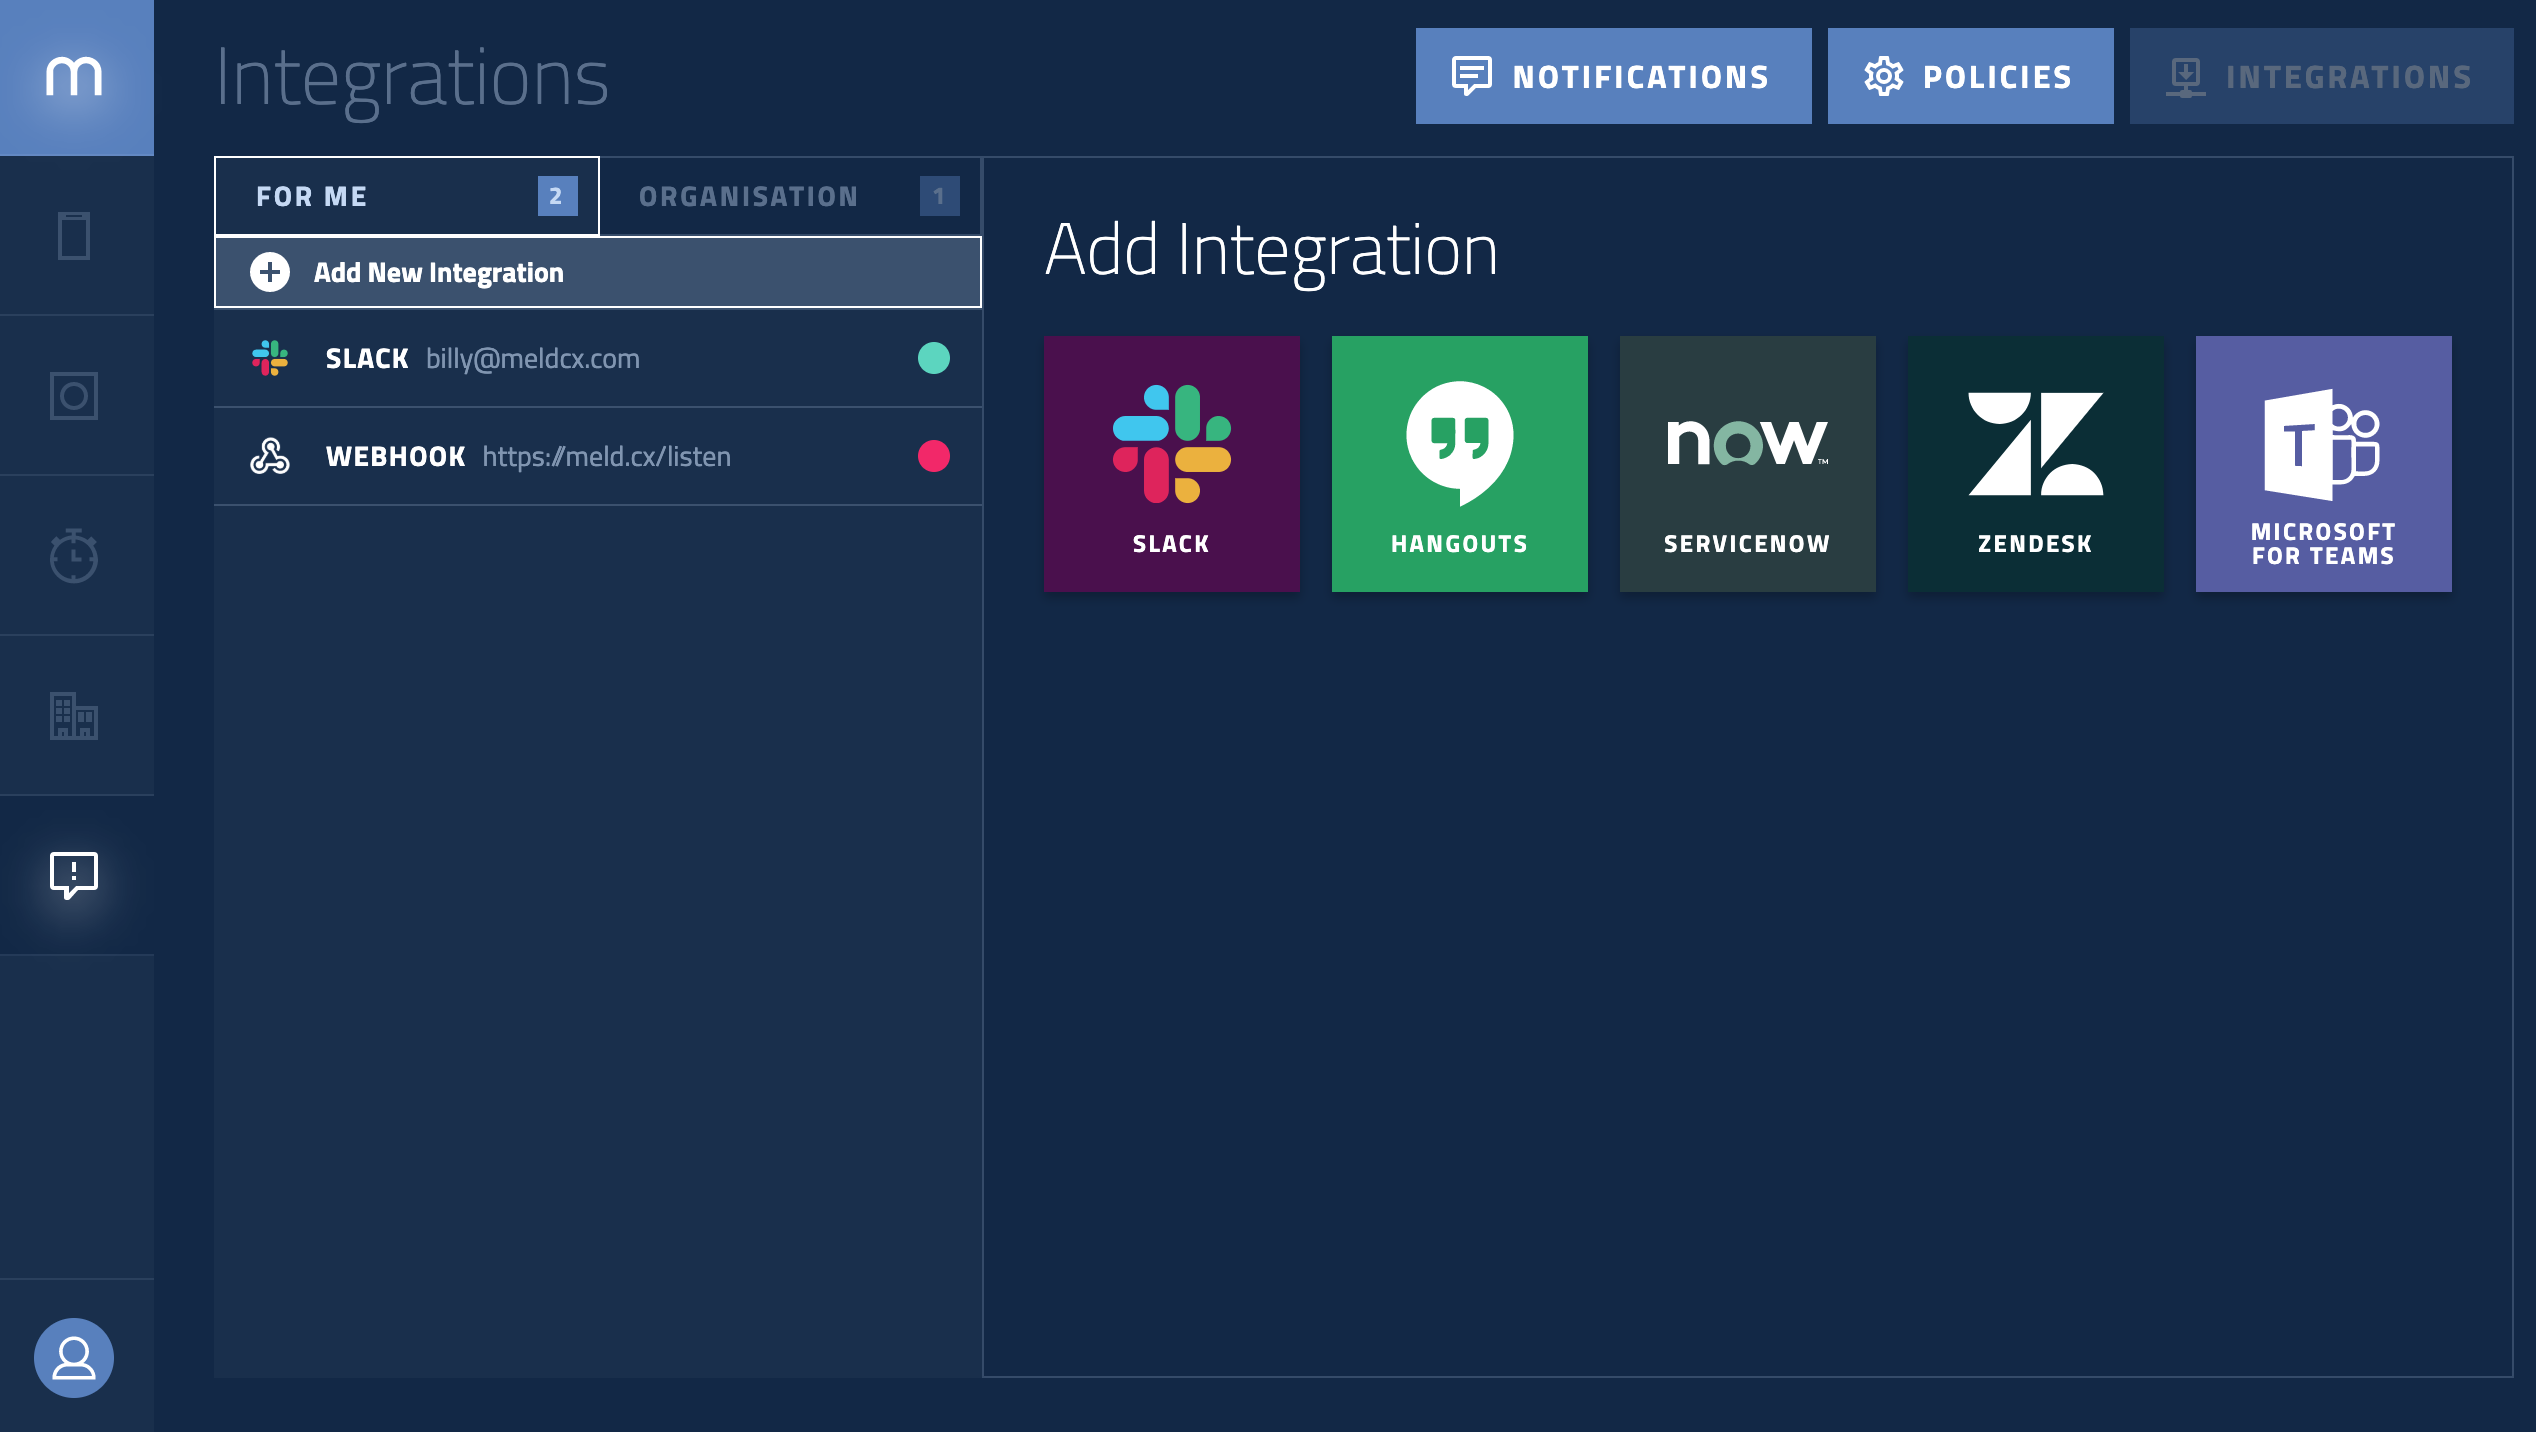 m
Integrations
NOTIFICATIONS
POLICIES
INTEGRATIONS
FOR ME 2
ORGANISATION 1
Add New Integration
SLACK billy@meldcx.com
WEBHOOK https://meld.cx/listen
Add Integration
SLACK
HANGOUTS
now™
SERVICENOW
ZENDESK
T
MICROSOFT
FOR TEAMS